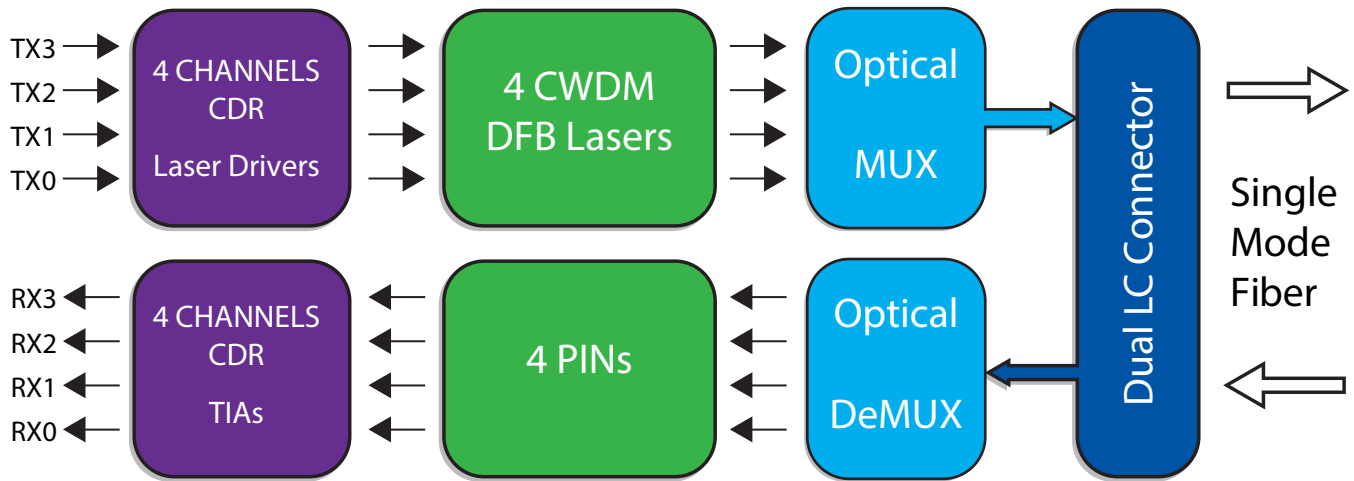 TX3
TX2
TX1
TX0
4 CHANNELS
CDR
Laser Drivers
4 CWDM
DFB Lasers
Optical
MUX
Dual LC Connector
Single
Mode
Fiber
RX3
RX2
RX1
RX0
4 CHANNELS
CDR
TIAs
4 PINs
Optical
DeMUX